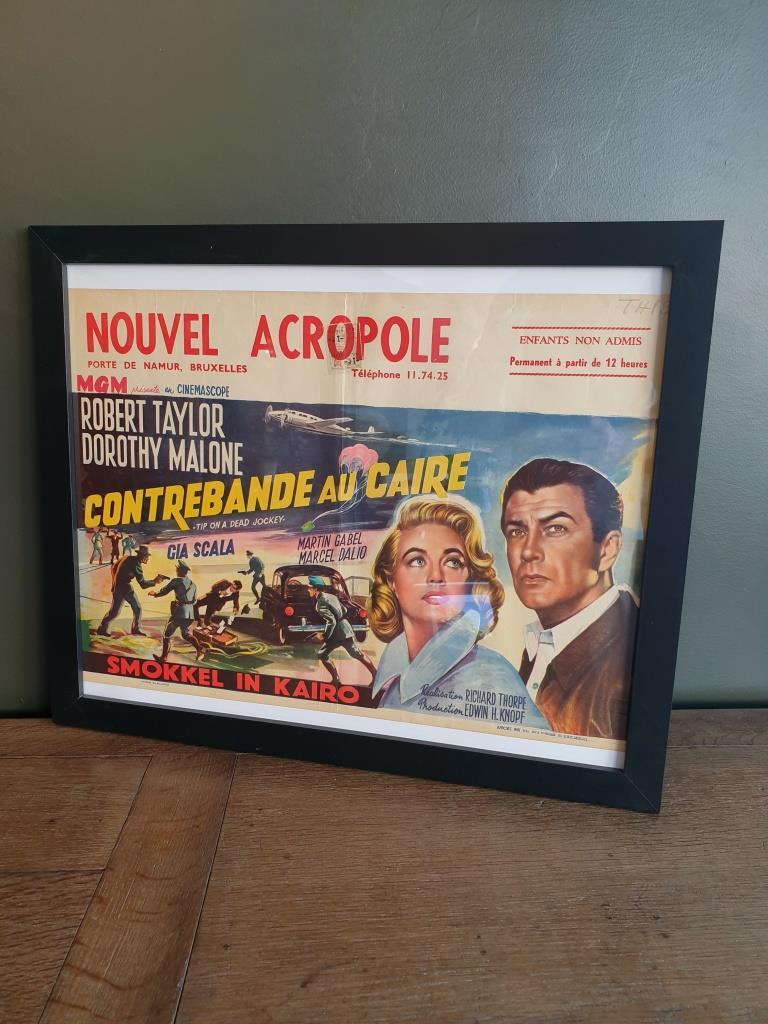 NOUVEL ACROPOLE
PORTE DE NAMUR, BRUXELLES
Téléphone 11.74.25
ENFANTS NON ADMIS
Permanent à partir de 12 heures
MGM présente en CINEMASCOPE
ROBERT TAYLOR
DOROTHY MALONE
CONTREBANDE AU CAIRE
-TIP ON A DEAD JOCKEY-
GIA SCALA
MARTIN GABEL
MARCEL DALIO
SMOKKEL IN KAIRO
Réalisation RICHARD THORPE
Production EDWIN H. KNOPF